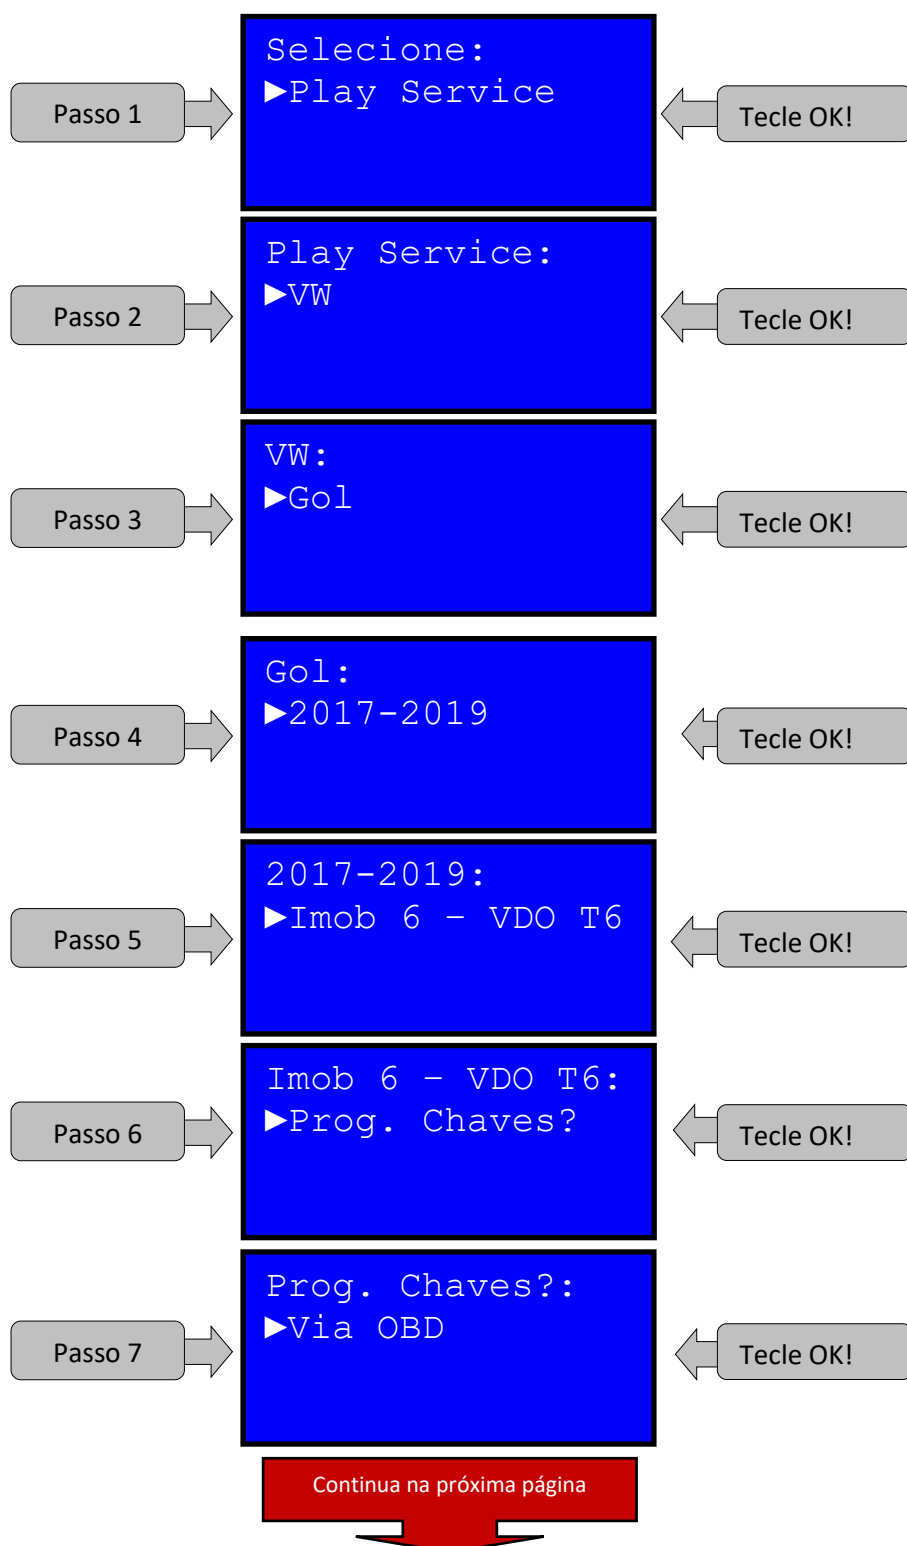 Selecione:
►Play Service
Passo 1
Tecle OK!
Play Service:
►VW
Passo 2
Tecle OK!
VW:
►Gol
Passo 3
Tecle OK!
Gol:
►2017-2019
Passo 4
Tecle OK!
2017-2019:
►Imob 6 – VDO T6
Passo 5
Tecle OK!
Imob 6 – VDO T6:
►Prog. Chaves?
Passo 6
Tecle OK!
Prog. Chaves?:
►Via OBD
Passo 7
Tecle OK!
Continua na próxima página